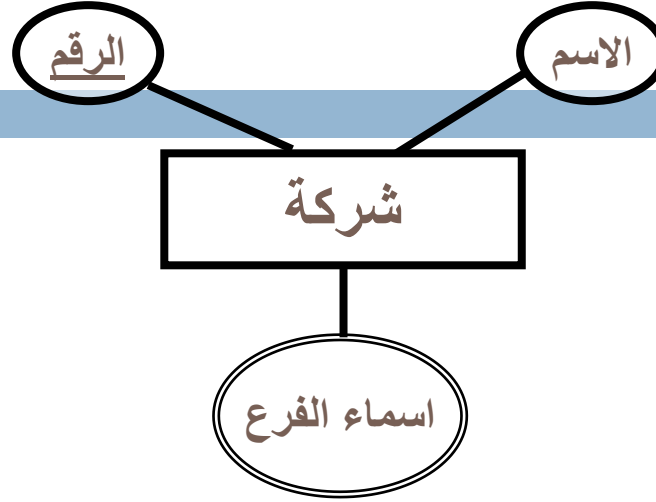 الاسم
الرقم
شركة
اسماء الفرع